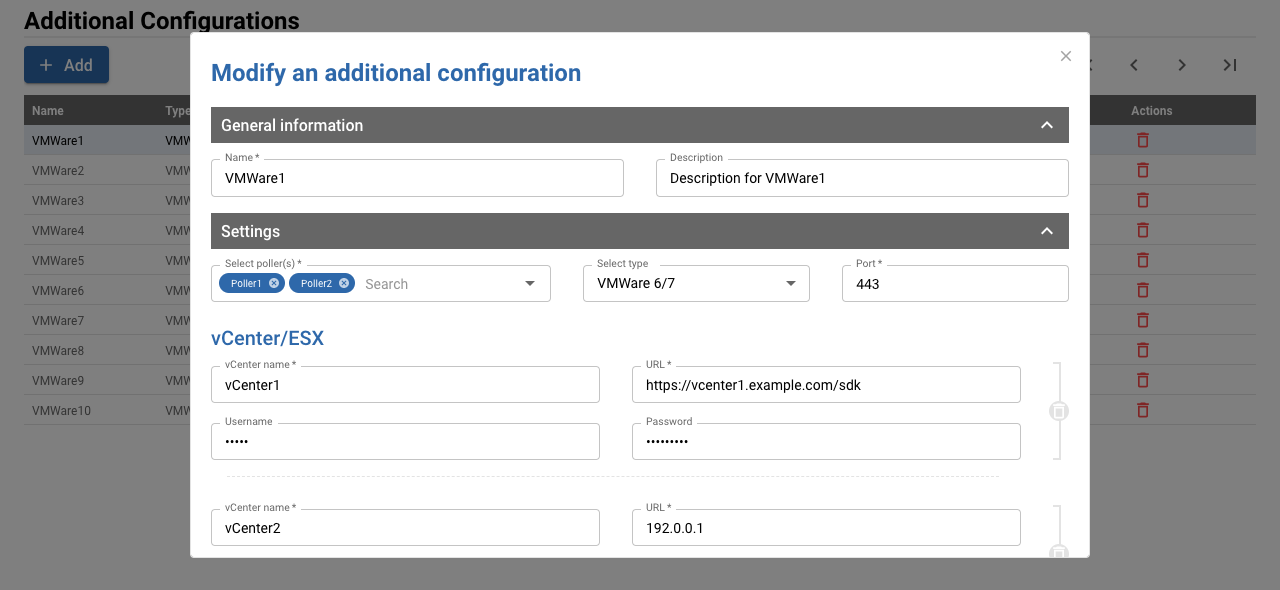 Additional Configurations
Add
Name Type Actions
VMWare1 VMW
VMWare2 VMW
VMWare3 VMW
VMWare4 VMW
VMWare5 VMW
VMWare6 VMW
VMWare7 VMW
VMWare8 VMW
VMWare9 VMW
VMWare10 VMW
Modify an additional configuration
General information
Name * Description
VMWare1 Description for VMWare1
Settings
Select poller(s) * Select type Port *
Poller1 Poller2 Search VMWare 6/7 443
vCenter/ESX
vCenter name * URL *
vCenter1 https://vcenter1.example.com/sdk
Username Password
••••• •••••••••
vCenter name * URL *
vCenter2 192.0.0.1